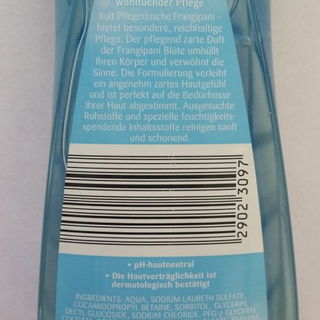 wohltuender Pflege
Kult Pflegedusche Frangipani -
bietet besondere, reichhaltige
Pflege. Der pflegend zarte Duft
der Frangipani Blüte umhüllt
Ihren Körper und verwöhnt die
Sinne. Die Formulierung verleiht
ein angenehm zartes Hautgefühl
und ist perfekt auf die Bedürfnisse
Ihrer Haut abgestimmt. Ausgesuchte
Rohstoffe und spezielle feuchtigkeits-
spendende Inhaltsstoffe reinigen sanft
und schonend.
2902 3097
• pH-hautneutral
• Die Hautverträglichkeit ist
dermatologisch bestätigt
INGREDIENTS: AQUA, SODIUM LAURETH SULFATE,
COCAMIDOPROPYL BETAINE, SORBITOL, GLYCERIN,
DECYL GLUCOSIDE, SODIUM CHLORIDE, PEG-7 GLYCERYL
PARFUM